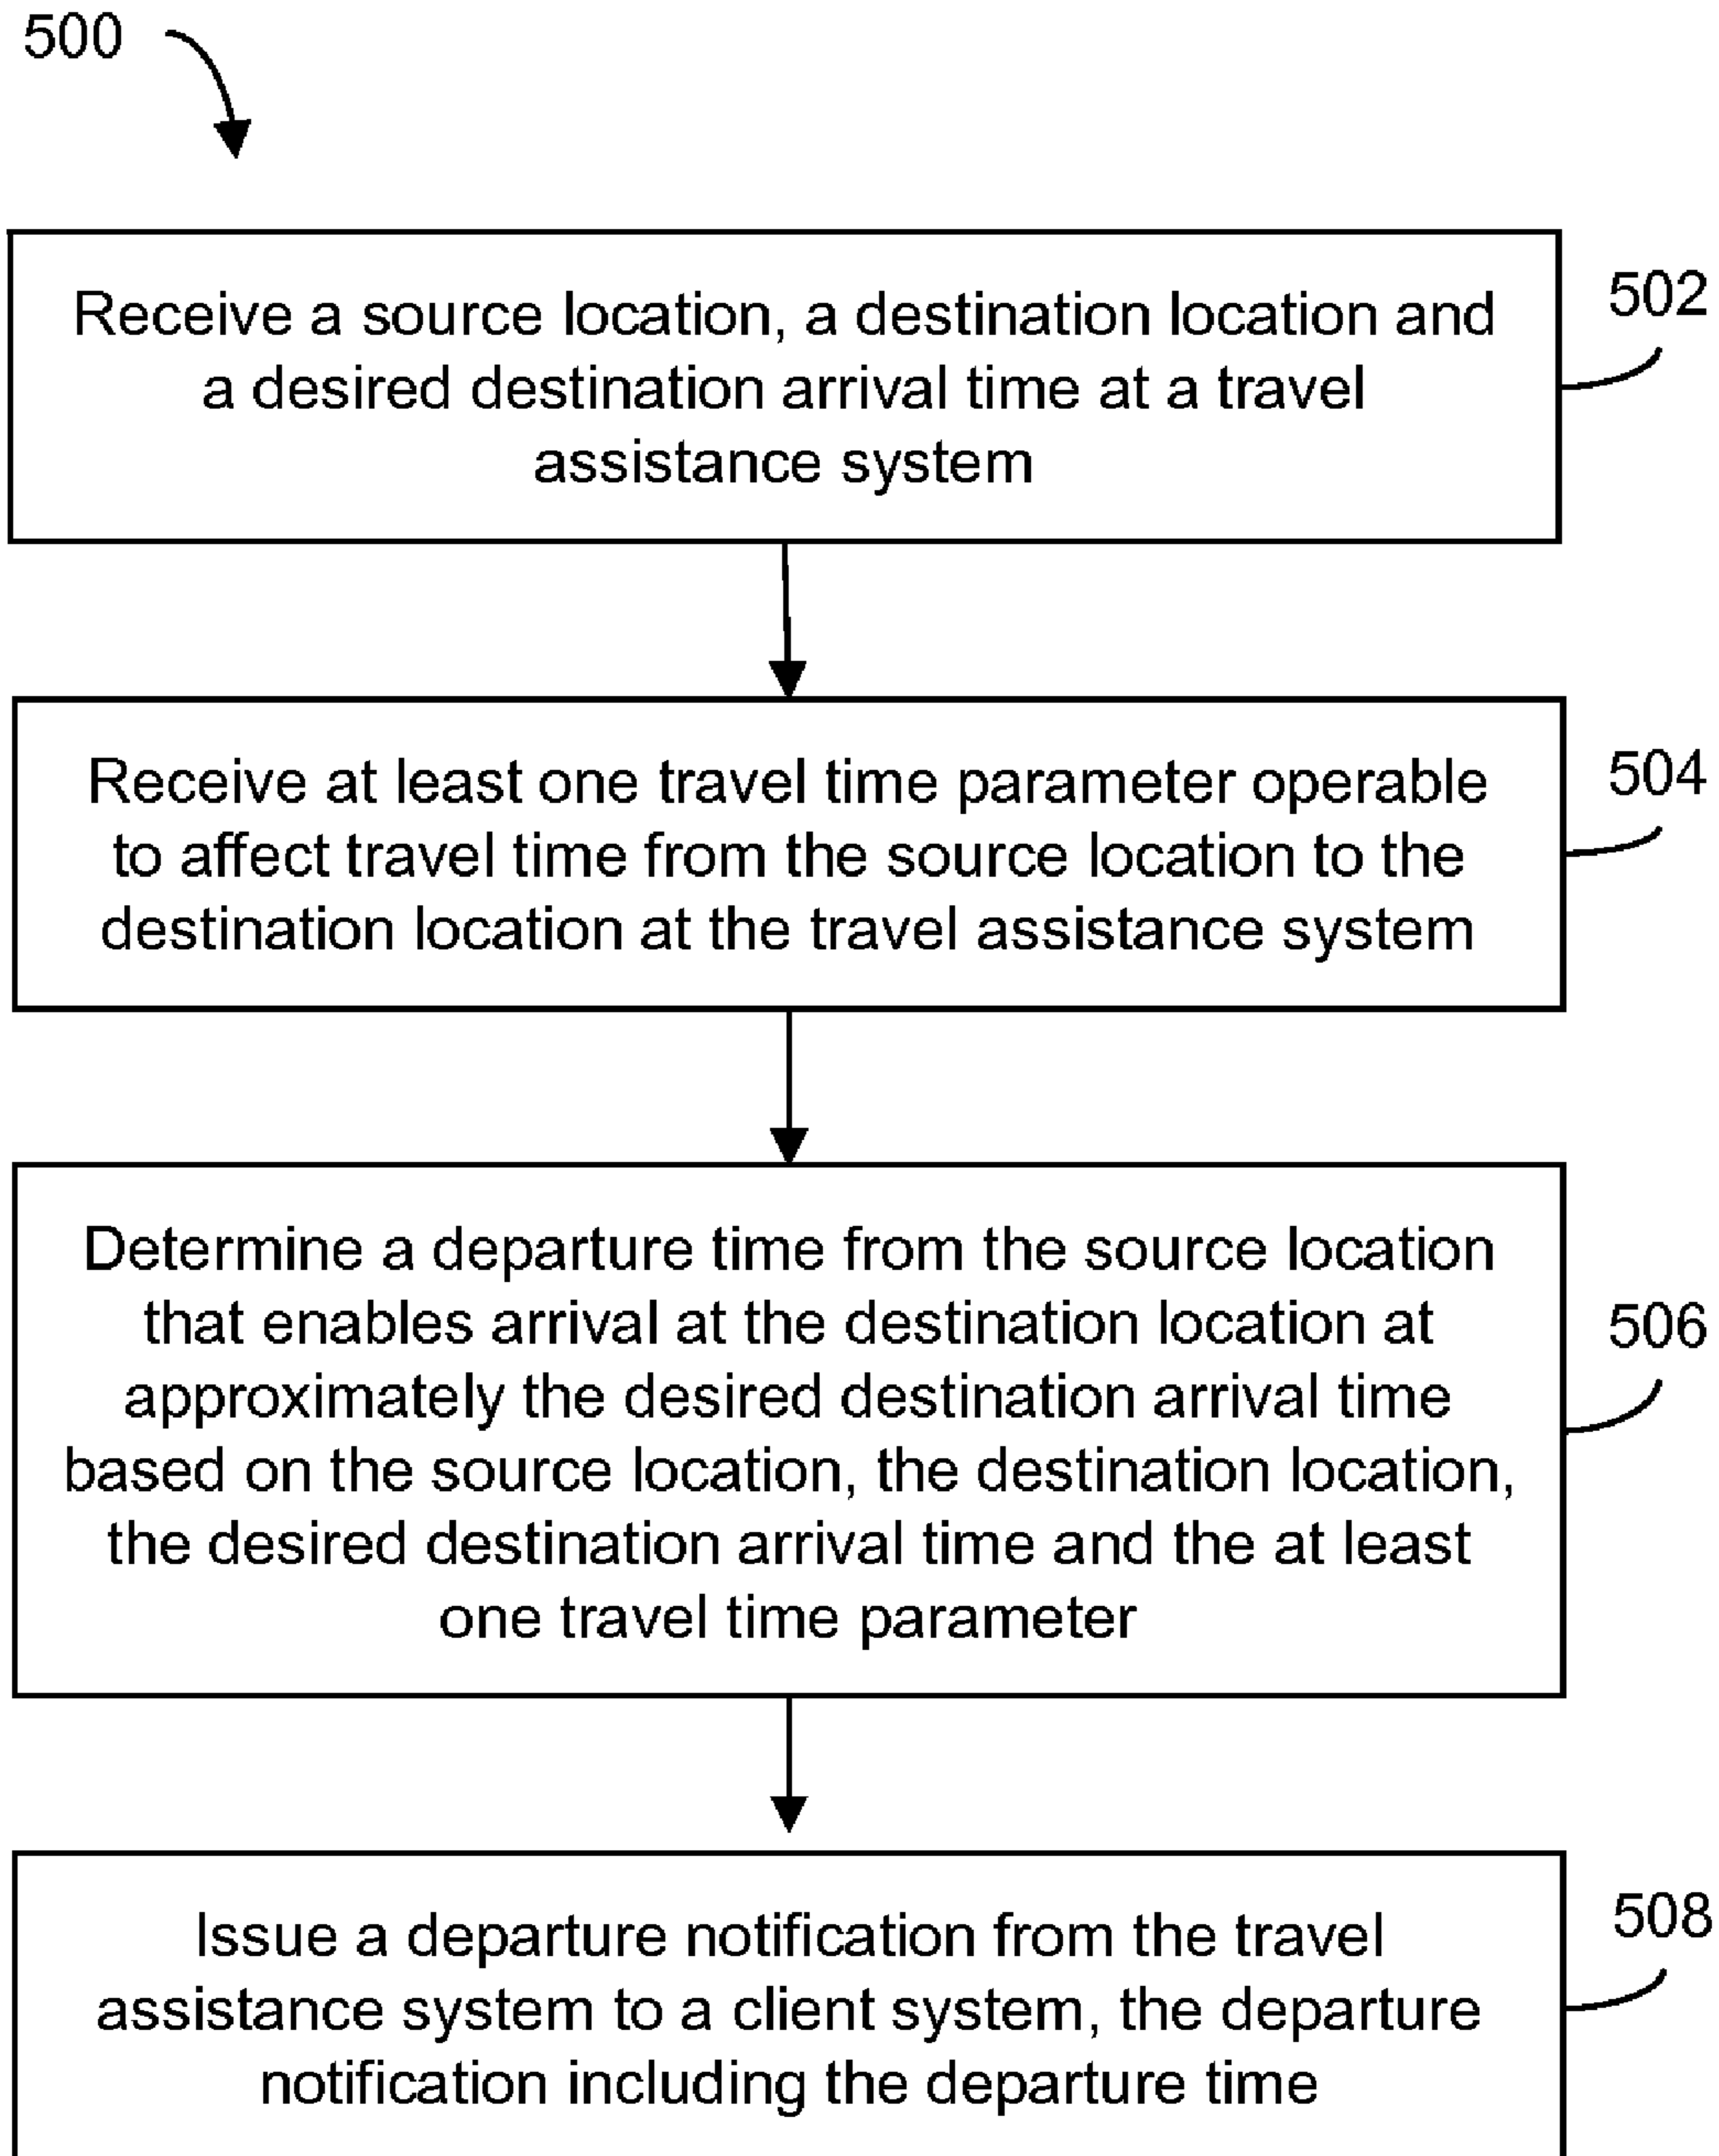 500
Receive a source location, a destination location and
a desired destination arrival time at a travel
assistance system
502
Receive at least one travel time parameter operable
to affect travel time from the source location to the
destination location at the travel assistance system
504
Determine a departure time from the source location
that enables arrival at the destination location at
approximately the desired destination arrival time
based on the source location, the destination location,
the desired destination arrival time and the at least
one travel time parameter
506
Issue a departure notification from the travel
assistance system to a client system, the departure
notification including the departure time
508